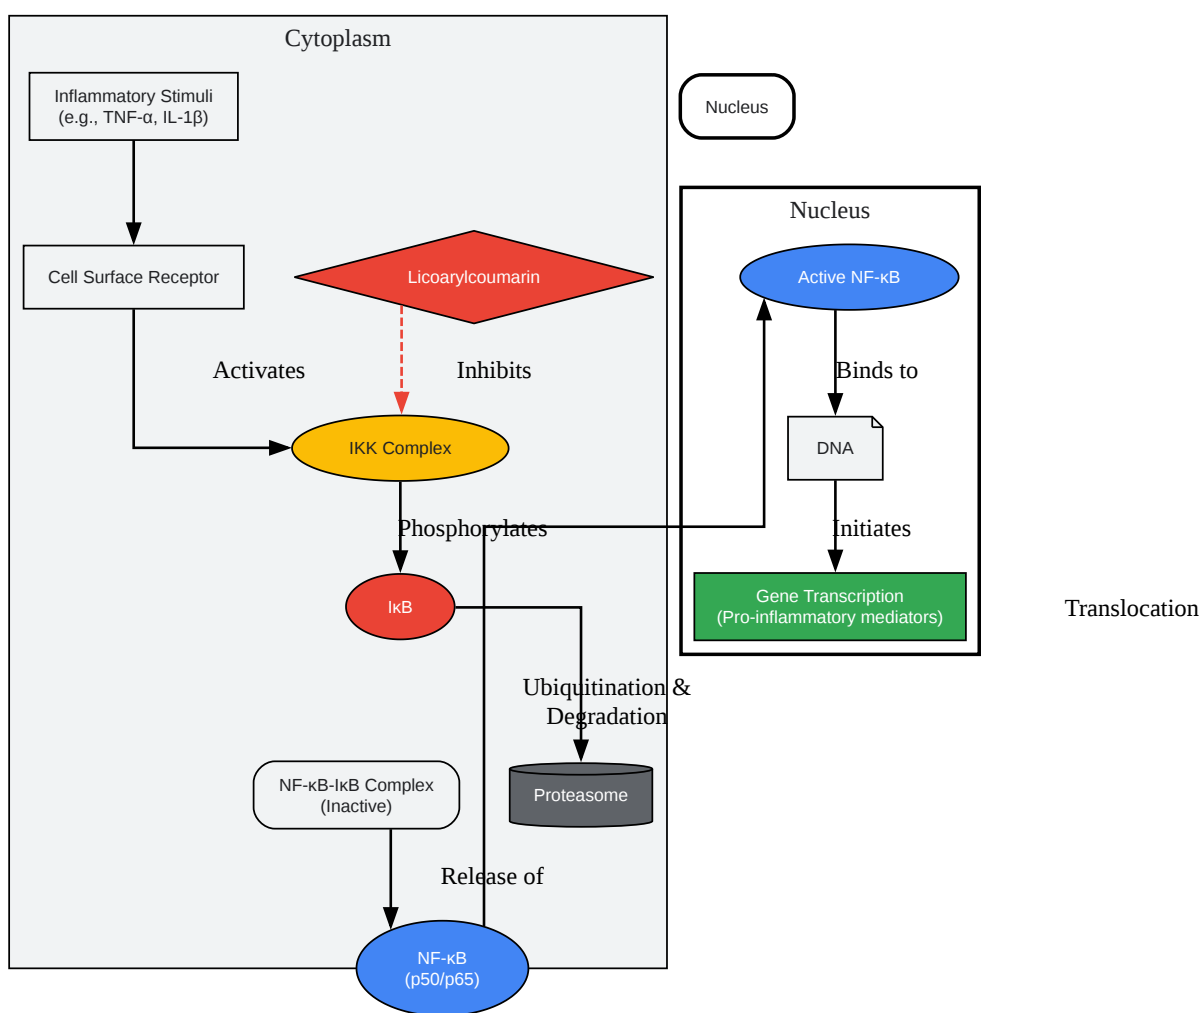 Cytoplasm
Inflammatory Stimuli
(e.g., TNF-α, IL-1β)
Nucleus
Nucleus
Cell Surface Receptor
Licoarylcoumarin
Active NF-κB
Activates
Inhibits
Binds to
IKK Complex
DNA
Phosphorylates
Initiates
IκB
Gene Transcription
(Pro-inflammatory mediators)
Translocation
Ubiquitination &
Degradation
NF-κB-IκB Complex
(Inactive)
Proteasome
Release of
NF-κB
(p50/p65)